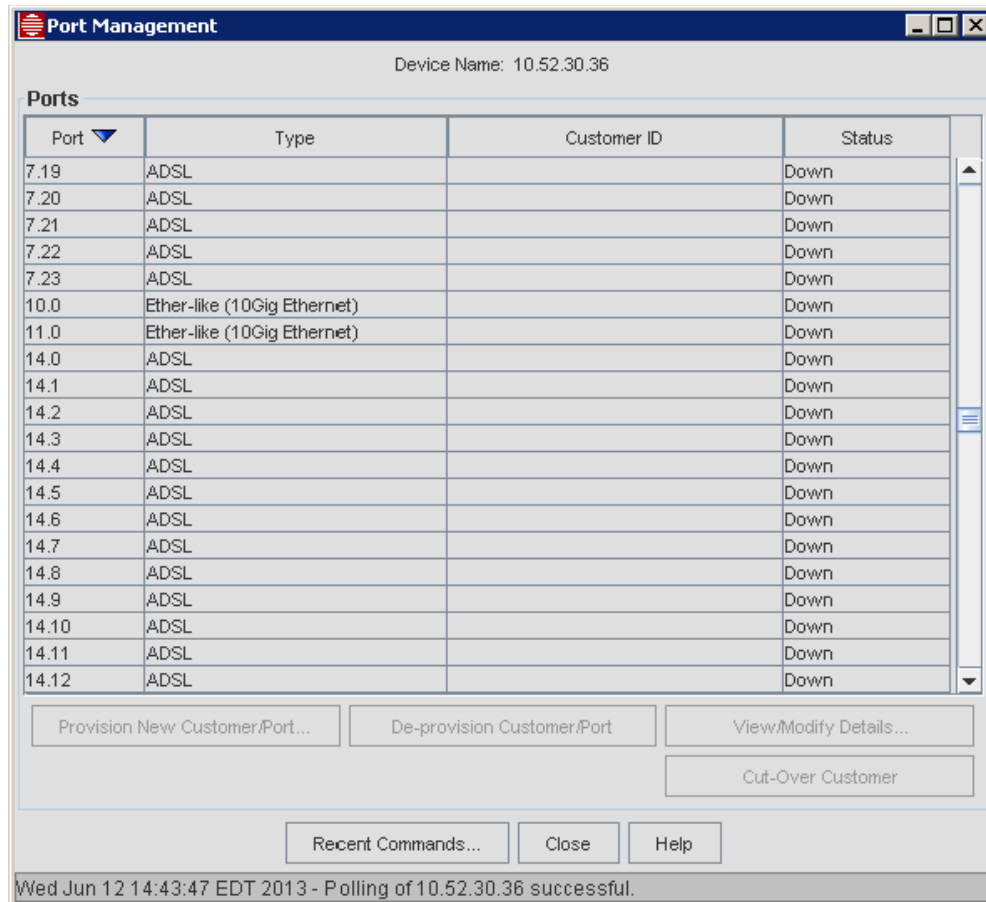 Port Management
Device Name: 10.52.30.36
Ports
Port Type Customer ID Status
7.19 ADSL Down
7.20 ADSL Down
7.21 ADSL Down
7.22 ADSL Down
7.23 ADSL Down
10.0 Ether-like (10Gig Ethernet) Down
11.0 Ether-like (10Gig Ethernet) Down
14.0 ADSL Down
14.1 ADSL Down
14.2 ADSL Down
14.3 ADSL Down
14.4 ADSL Down
14.5 ADSL Down
14.6 ADSL Down
14.7 ADSL Down
14.8 ADSL Down
14.9 ADSL Down
14.10 ADSL Down
14.11 ADSL Down
14.12 ADSL Down
Provision New Customer/Port... De-provision Customer/Port View/Modify Details...
Cut-Over Customer
Recent Commands... Close Help
Wed Jun 12 14:43:47 EDT 2013 - Polling of 10.52.30.36 successful.